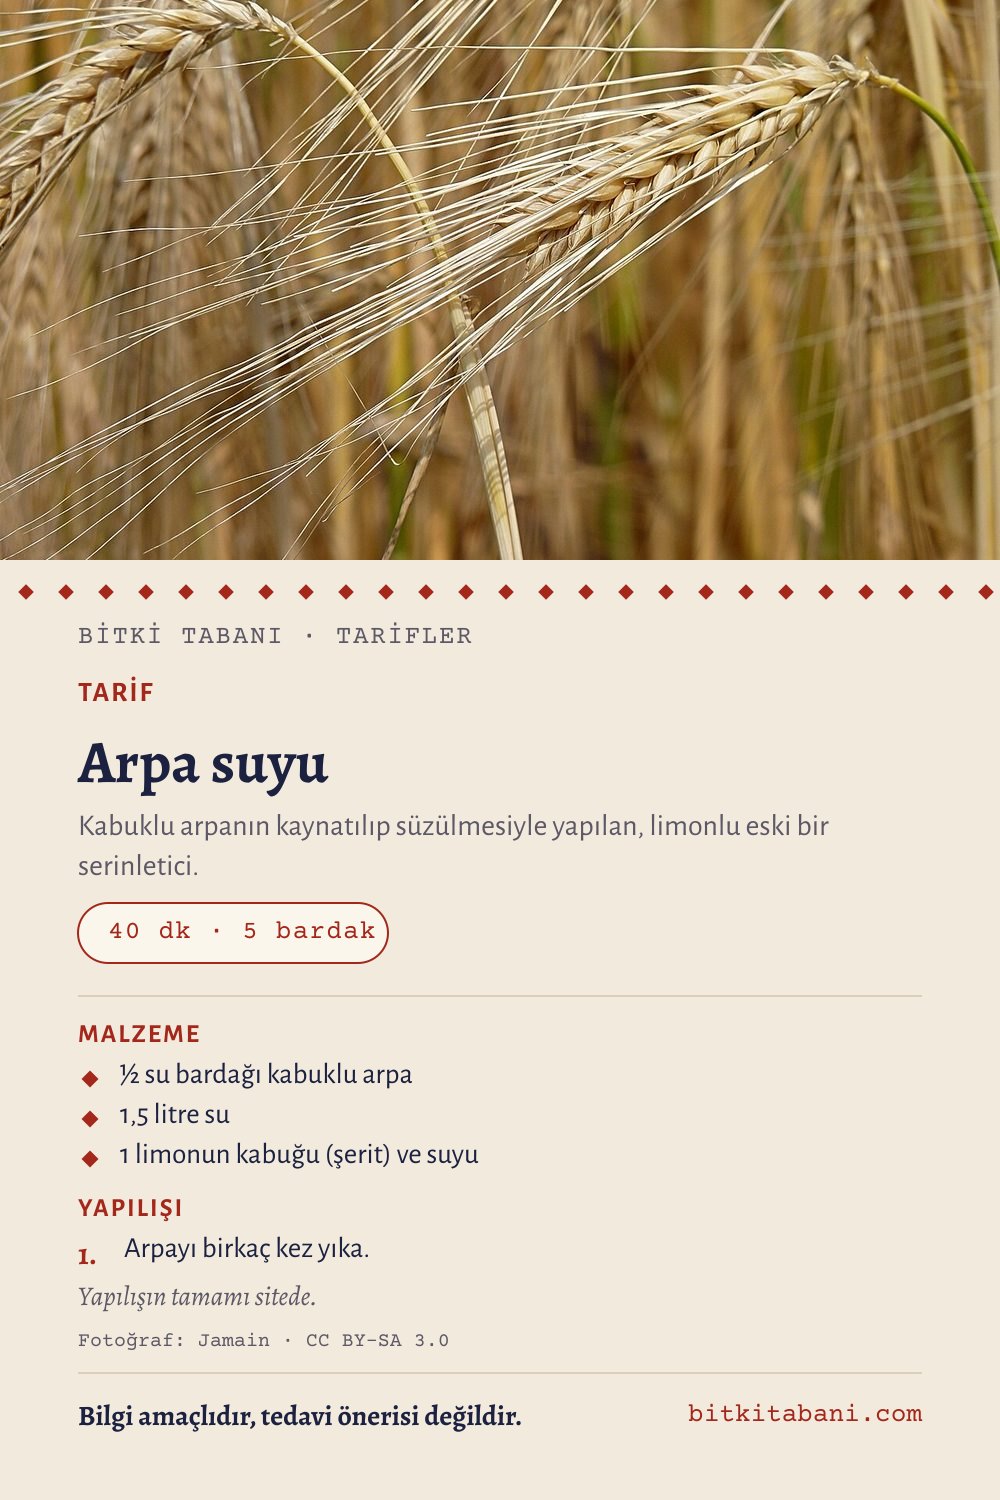 BİTKİ TABANI · TARİFLER
TARİF
Arpa suyu
Kabuklu arpanın kaynatılıp süzülmesiyle yapılan, limonlu eski bir
serinletici.
40 dk · 5 bardak
MALZEME
◆ ½ su bardağı kabuklu arpa
◆ 1,5 litre su
◆ 1 limonun kabuğu (şerit) ve suyu
YAPILIŞI
1. Arpayı birkaç kez yıka.
Yapılışın tamamı sitede.
Fotoğraf: Jamain · CC BY-SA 3.0
Bilgi amaçlıdır, tedavi önerisi değildir.
bitkitabani.com